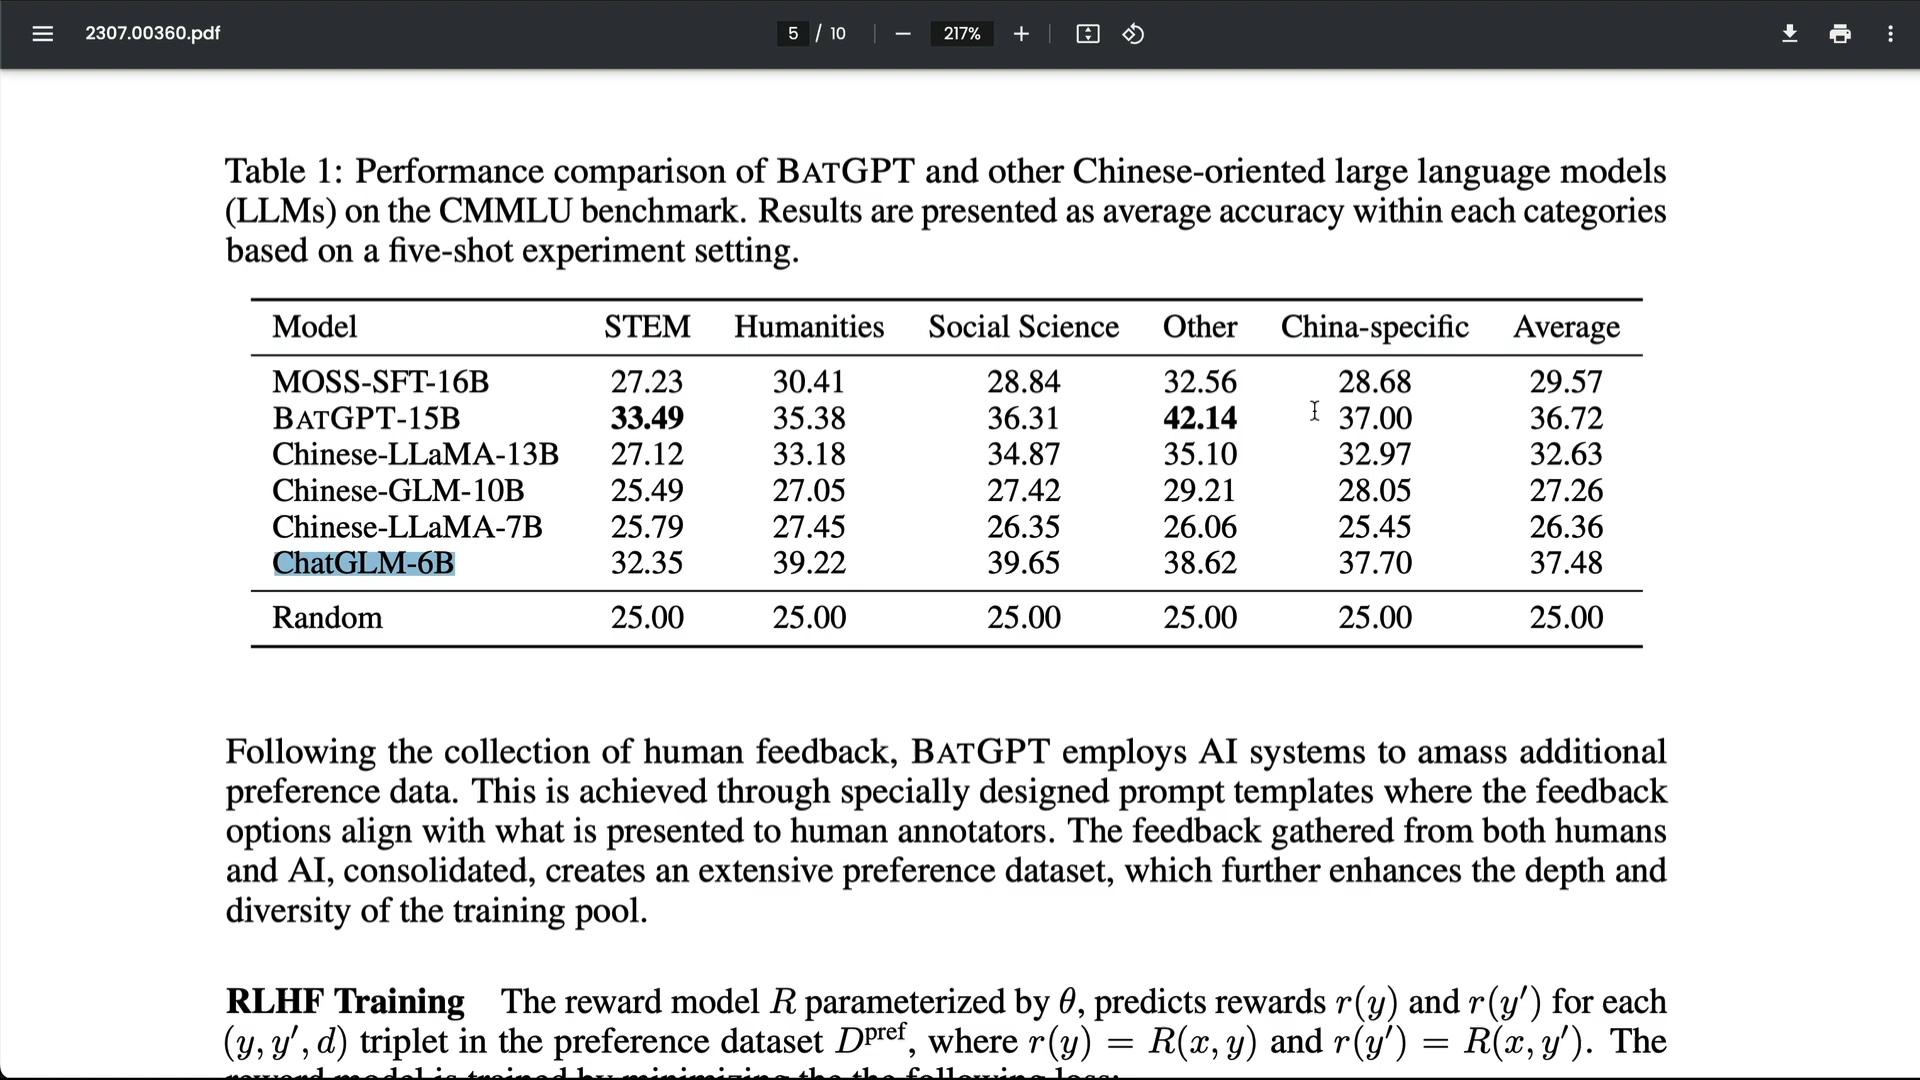 2307.00360.pdf
5 / 10
217%
Table 1: Performance comparison of BATGPT and other Chinese-oriented large language models
(LLMs) on the CMMLU benchmark. Results are presented as average accuracy within each categories
based on a five-shot experiment setting.
Model STEM Humanities Social Science Other China-specific Average
MOSS-SFT-16B 27.23 30.41 28.84 32.56 28.68 29.57
BATGPT-15B 33.49 35.38 36.31 42.14 37.00 36.72
Chinese-LLaMA-13B 27.12 33.18 34.87 35.10 32.97 32.63
Chinese-GLM-10B 25.49 27.05 27.42 29.21 28.05 27.26
Chinese-LLaMA-7B 25.79 27.45 26.35 26.06 25.45 26.36
ChatGLM-6B 32.35 39.22 39.65 38.62 37.70 37.48
Random 25.00 25.00 25.00 25.00 25.00 25.00
Following the collection of human feedback, BATGPT employs AI systems to amass additional
preference data. This is achieved through specially designed prompt templates where the feedback
options align with what is presented to human annotators. The feedback gathered from both humans
and AI, consolidated, creates an extensive preference dataset, which further enhances the depth and
diversity of the training pool.
RLHF Training The reward model R parameterized by θ, predicts rewards r(y) and r(y′) for each
(y, y′, d) triplet in the preference dataset D^pref, where r(y) = R(x, y) and r(y′) = R(x, y′). The
reward model is trained by minimizing the the following loss: